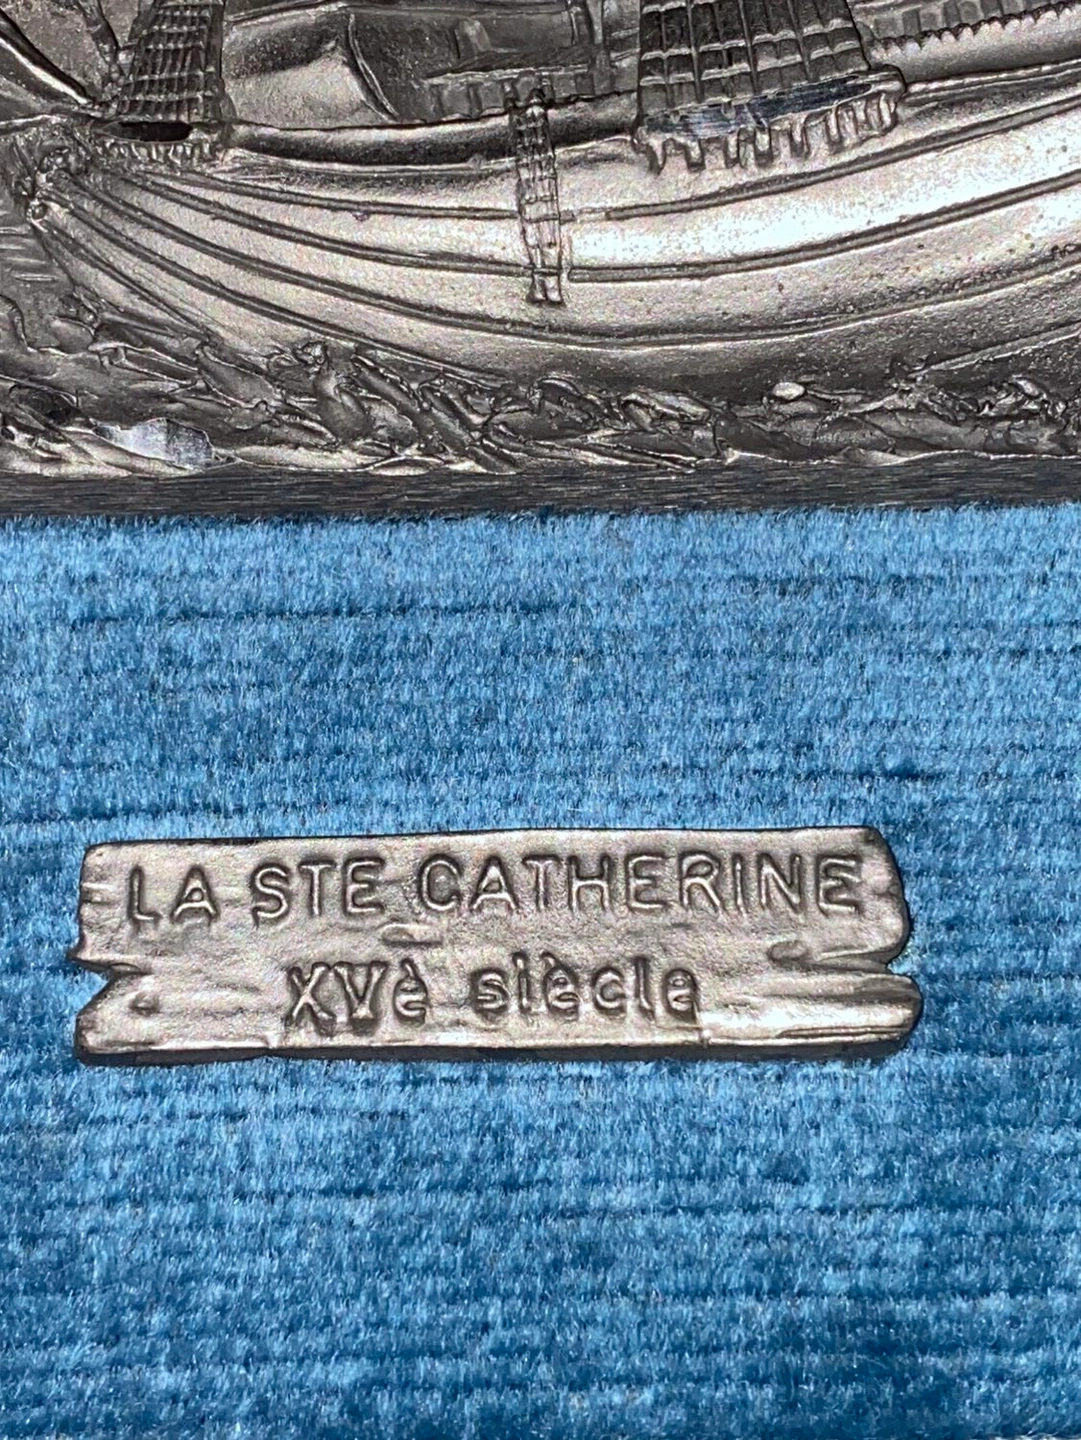 LA STE CATHERINE
XVè siècle